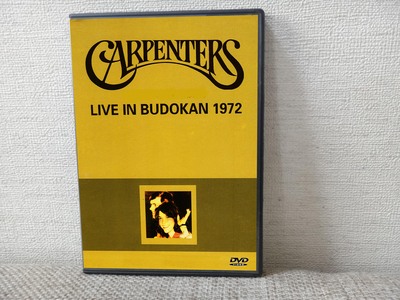 CARPENTERS
LIVE IN BUDOKAN 1972
DVD